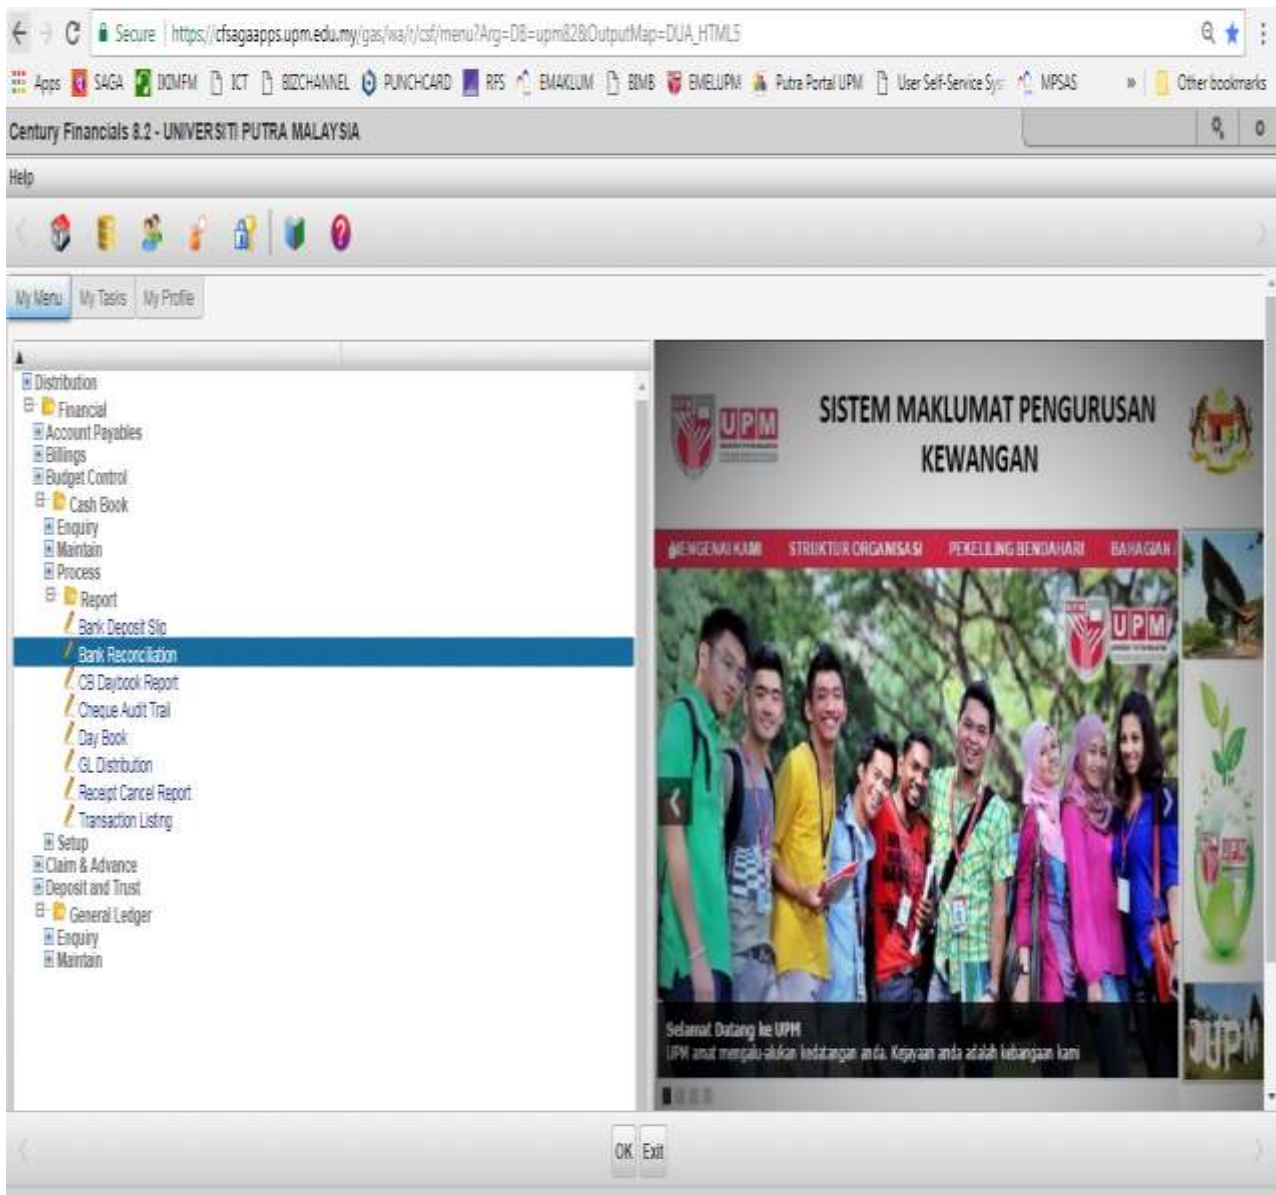 Secure https://cfsagaapps.upm.edu.my/gas/wa/r/csf/menu?Arg=DB=upm82&OutputMap=DUA_HTML5
Apps SAGA IKIMFM ICT BIZCHANNEL PUNCHCARD RFS EMAKLUM BIMB EMELUPM Putra Portal UPM User Self-Service Sys MPSAS » Other bookmarks
Century Financials 8.2 - UNIVERSITI PUTRA MALAYSIA
Help
My Menu My Tasks My Profile
Distribution
Financial
Account Payables
Billings
Budget Control
Cash Book
Enquiry
Maintain
Process
Report
Bank Deposit Slip
Bank Reconciliation
CB Daybook Report
Cheque Audit Trail
Day Book
GL Distribution
Receipt Cancel Report
Transaction Listing
Setup
Claim & Advance
Deposit and Trust
General Ledger
Enquiry
Maintain
UPM
SISTEM MAKLUMAT PENGURUSAN
KEWANGAN
MENGENAI KAMI STRUKTUR ORGANISASI PEKELILING BENDAHARI BAHAGIAN
UPM
Selamat Datang ke UPM
UPM amat mengalu-alukan kedatangan anda. Kejayaan anda adalah kebangaan kami
UPM
OK Exit